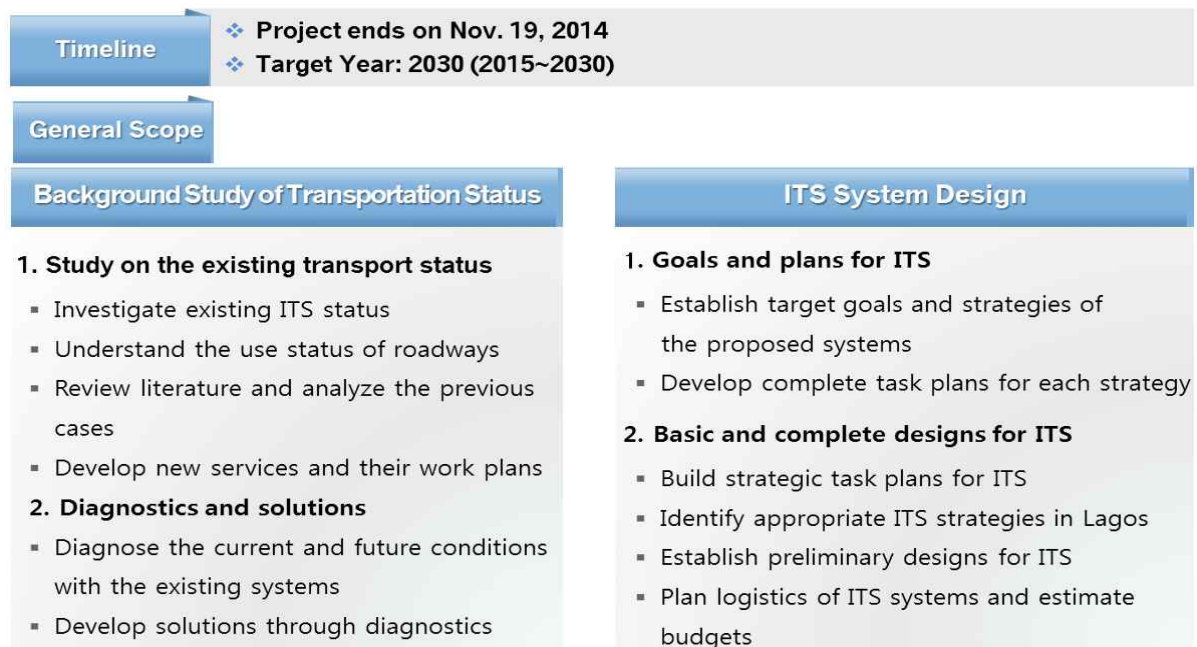 Timeline
❖ Project ends on Nov. 19, 2014
❖ Target Year: 2030 (2015~2030)
General Scope
Background Study of Transportation Status
1. Study on the existing transport status
▪ Investigate existing ITS status
▪ Understand the use status of roadways
▪ Review literature and analyze the previous
cases
▪ Develop new services and their work plans
2. Diagnostics and solutions
▪ Diagnose the current and future conditions
with the existing systems
▪ Develop solutions through diagnostics
ITS System Design
1. Goals and plans for ITS
▪ Establish target goals and strategies of
the proposed systems
▪ Develop complete task plans for each strategy
2. Basic and complete designs for ITS
▪ Build strategic task plans for ITS
▪ Identify appropriate ITS strategies in Lagos
▪ Establish preliminary designs for ITS
▪ Plan logistics of ITS systems and estimate
budgets